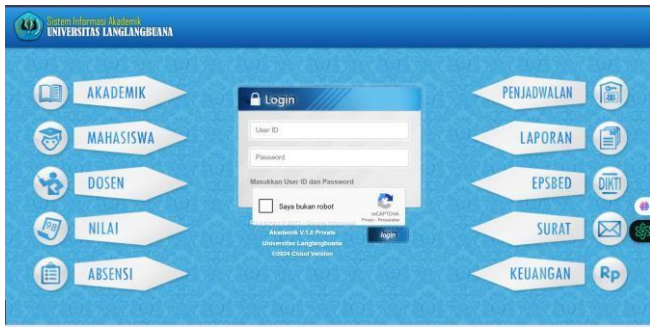 Sistem Informasi Akademik
UNIVERSITAS LANGLANGBUANA
AKADEMIK
MAHASISWA
DOSEN
NILAI
ABSENSI
Login
User ID
Password
Masukkan User ID dan Password
Saya bukan robot
reCAPTCHA
Privasi - Persyaratan
Akademik V.1.0 Private
Universitas Langlangbuana
©2024 Cloud Version
login
PENJADWALAN
LAPORAN
EPSBED
DIKTI
SURAT
KEUANGAN
Rp